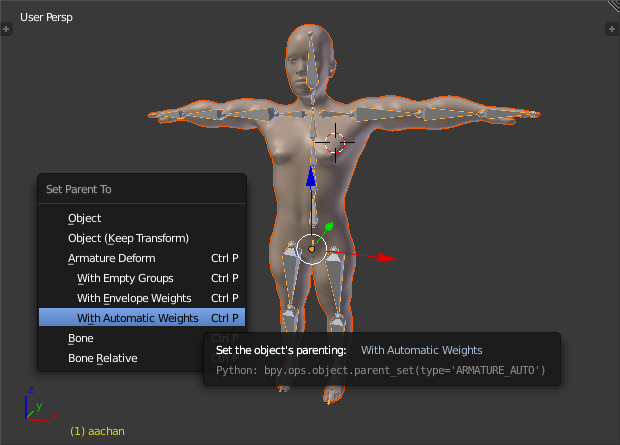 User Persp
Set Parent To
Object
Object (Keep Transform)
Armature Deform Ctrl P
With Empty Groups Ctrl P
With Envelope Weights Ctrl P
With Automatic Weights Ctrl P
Bone
Bone Relative
Set the object's parenting: With Automatic Weights
Python: bpy.ops.object.parent_set(type='ARMATURE_AUTO')
z
y
x
(1) aachan